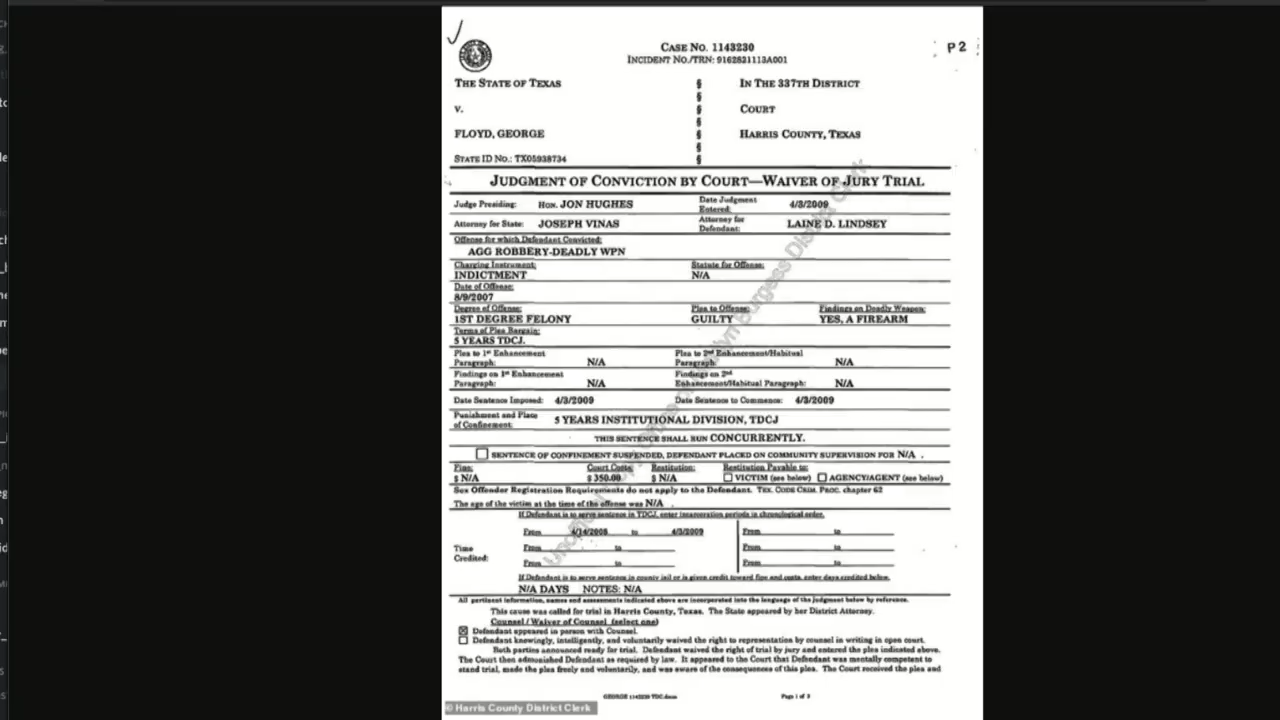 CASE NO. 1143230
INCIDENT NO./TRN: 9162831113A001
P 2
THE STATE OF TEXAS § IN THE 337TH DISTRICT
§
V. § COURT
§
FLOYD, GEORGE § HARRIS COUNTY, TEXAS
§
STATE ID NO.: TX05938734 §
JUDGMENT OF CONVICTION BY COURT—WAIVER OF JURY TRIAL
Judge Presiding: HON. JON HUGHES Date Judgment Entered: 4/3/2009
Attorney for State: JOSEPH VINAS Attorney for Defendant: LAINE D. LINDSEY
Offense for which Defendant Convicted:
AGG ROBBERY-DEADLY WPN
Charging Instrument: Statute for Offense:
INDICTMENT N/A
Date of Offense:
8/9/2007
Degree of Offense: Plea to Offense: Findings on Deadly Weapon:
1ST DEGREE FELONY GUILTY YES, A FIREARM
Terms of Plea Bargain:
5 YEARS TDCJ.
Plea to 1st Enhancement Paragraph: N/A Plea to 2nd Enhancement/Habitual Paragraph: N/A
Findings on 1st Enhancement Paragraph: N/A Findings on 2nd Enhancement/Habitual Paragraph: N/A
Date Sentence Imposed: 4/3/2009 Date Sentence to Commence: 4/3/2009
Punishment and Place of Confinement: 5 YEARS INSTITUTIONAL DIVISION, TDCJ
THIS SENTENCE SHALL RUN CONCURRENTLY.
SENTENCE OF CONFINEMENT SUSPENDED, DEFENDANT PLACED ON COMMUNITY SUPERVISION FOR N/A .
Fine: Court Costs: Restitution: Restitution Payable to:
$ N/A $ 350.00 $ N/A VICTIM (see below) AGENCY/AGENT (see below)
Sex Offender Registration Requirements do not apply to the Defendant. TEX. CODE CRIM. PROC. chapter 62
The age of the victim at the time of the offense was N/A .
If Defendant is to serve sentence in TDCJ, enter incarceration periods in chronological order.
From 4/14/2008 to 4/3/2009 From to
Time Credited: From to From to
From to From to
If Defendant is to serve sentence in county jail or is given credit toward fine and costs, enter days credited below.
N/A DAYS NOTES: N/A
All pertinent information, names and assessments indicated above are incorporated into the language of the judgment below by reference.
This cause was called for trial in Harris County, Texas. The State appeared by her District Attorney.
Counsel / Waiver of Counsel (select one)
Defendant appeared in person with Counsel.
Defendant knowingly, intelligently, and voluntarily waived the right to representation by counsel in writing in open court.
Both parties announced ready for trial. Defendant waived the right of trial by jury and entered the plea indicated above.
The Court then admonished Defendant as required by law. It appeared to the Court that Defendant was mentally competent to
stand trial, made the plea freely and voluntarily, and was aware of the consequences of this plea. The Court received the plea and
Page 1 of 3
© Harris County District Clerk